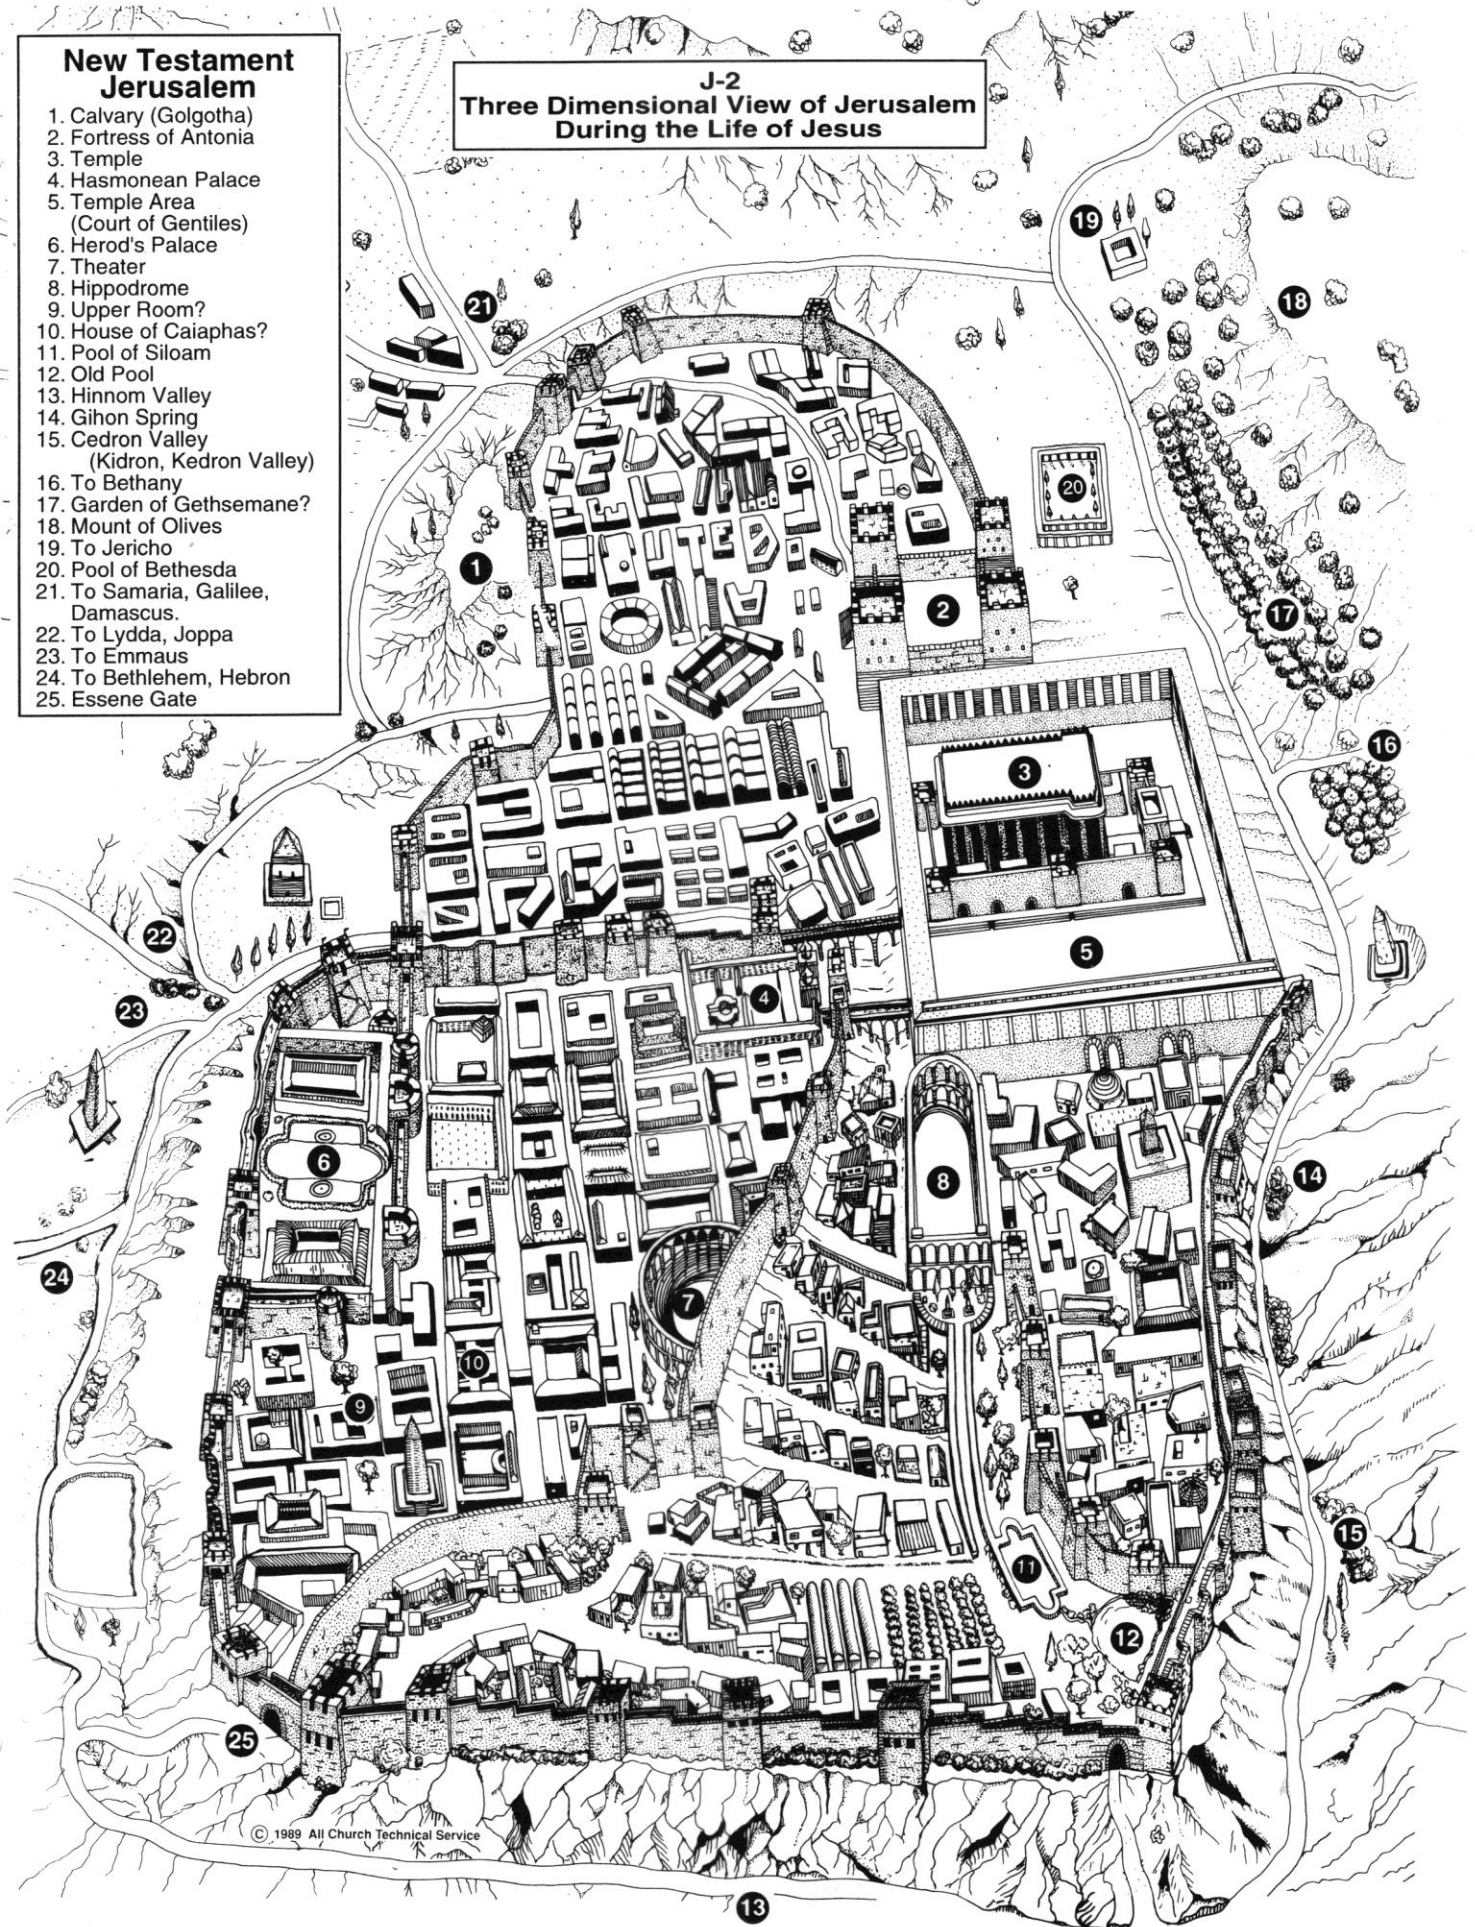 New Testament
Jerusalem
1. Calvary (Golgotha)
2. Fortress of Antonia
3. Temple
4. Hasmonean Palace
5. Temple Area
(Court of Gentiles)
6. Herod's Palace
7. Theater
8. Hippodrome
9. Upper Room?
10. House of Caiaphas?
11. Pool of Siloam
12. Old Pool
13. Hinnom Valley
14. Gihon Spring
15. Cedron Valley
(Kidron, Kedron Valley)
16. To Bethany
17. Garden of Gethsemane?
18. Mount of Olives
19. To Jericho
20. Pool of Bethesda
21. To Samaria, Galilee,
Damascus.
22. To Lydda, Joppa
23. To Emmaus
24. To Bethlehem, Hebron
25. Essene Gate
J-2
Three Dimensional View of Jerusalem
During the Life of Jesus
19
21
18
20
1
2
17
16
3
22
5
4
23
6
14
8
24
7
10
9
15
11
12
25
© 1989 All Church Technical Service
13